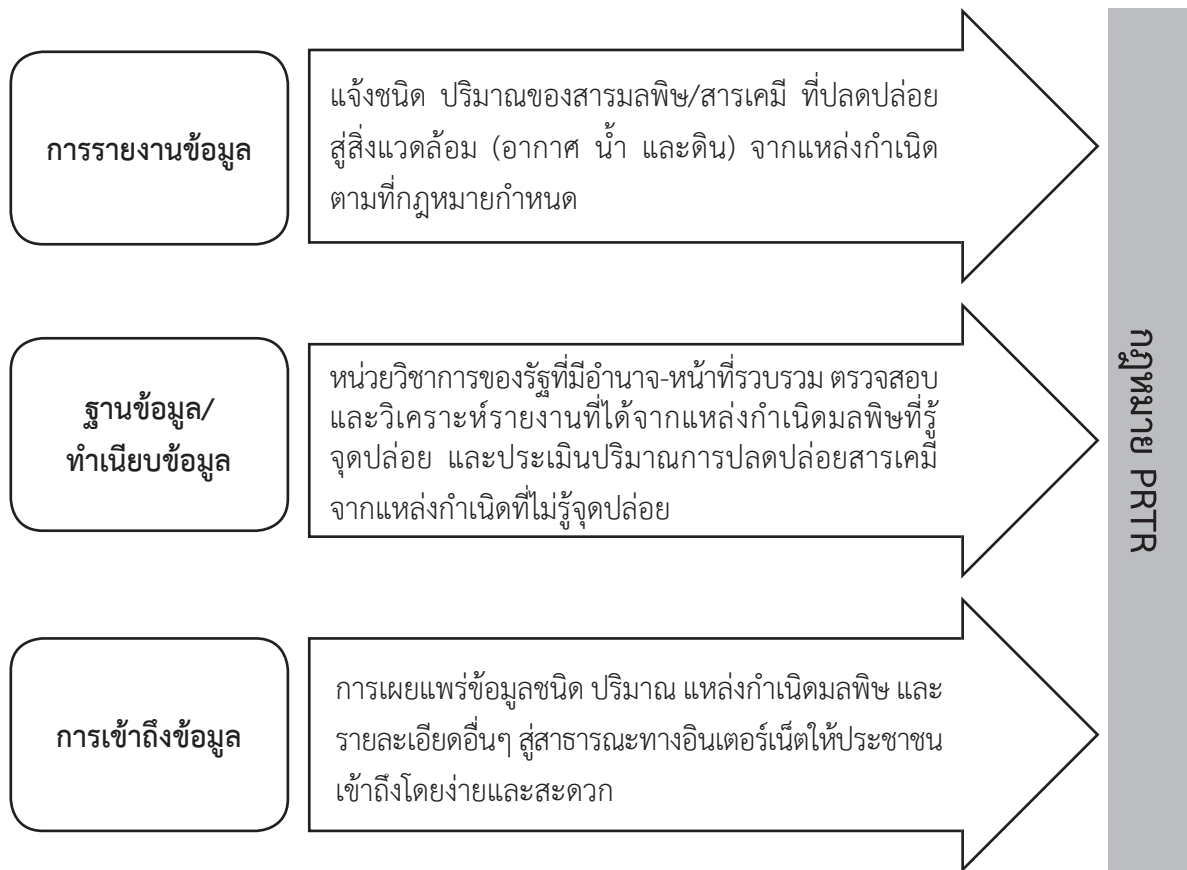 การรายงานข้อมูล
แจ้งชนิด ปริมาณของสารมลพิษ/สารเคมี ที่ปลดปล่อย
สู่สิ่งแวดล้อม (อากาศ น้ำ และดิน) จากแหล่งกำเนิด
ตามที่กฎหมายกำหนด
ฐานข้อมูล/
ทำเนียบข้อมูล
หน่วยวิชาการของรัฐที่มีอำนาจ-หน้าที่รวบรวม ตรวจสอบ
และวิเคราะห์รายงานที่ได้จากแหล่งกำเนิดมลพิษที่รู้
จุดปล่อย และประเมินปริมาณการปลดปล่อยสารเคมี
จากแหล่งกำเนิดที่ไม่รู้จุดปล่อย
การเข้าถึงข้อมูล
การเผยแพร่ข้อมูลชนิด ปริมาณ แหล่งกำเนิดมลพิษ และ
รายละเอียดอื่นๆ สู่สาธารณะทางอินเตอร์เน็ตให้ประชาชน
เข้าถึงโดยง่ายและสะดวก
กฎหมาย PRTR